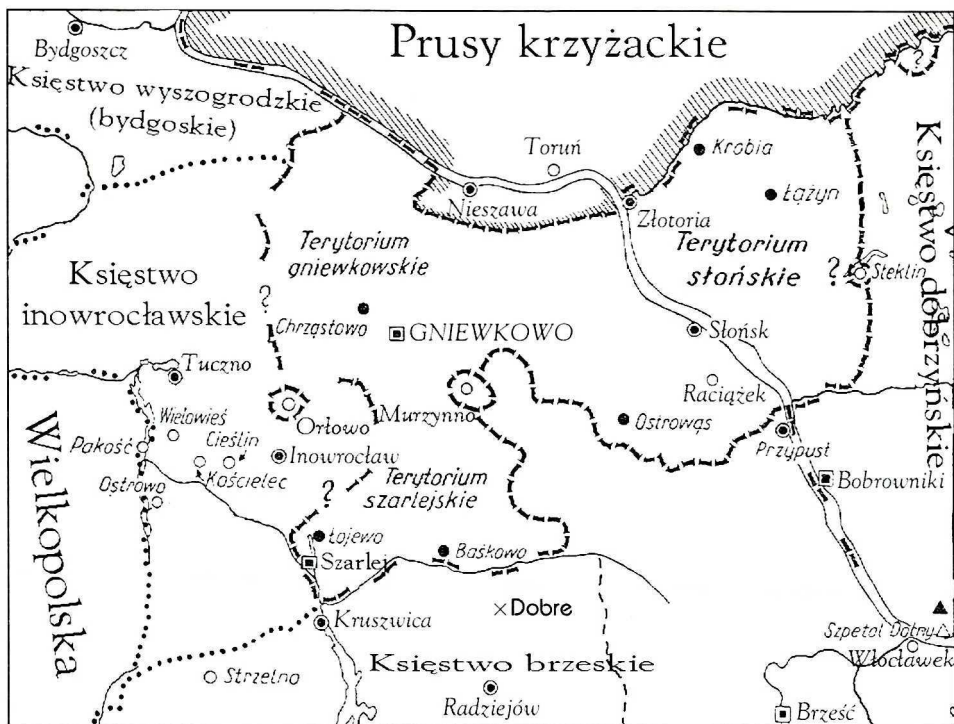 Prusy krzyżackie
Bydgoszcz
Księstwo wyszogrodzkie
(bydgoskie)
?
Toruń
Krobia
Łążyn
Nieszawa
Złotoria
Terytorium
gniewkowskie
Terytorium
słońskie
?
Steklin
Księstwo dobrzyńskie
Księstwo
inowrocławskie
?
Chrząstowo
GNIEWKOWO
Słońsk
Tuczno
Raciążek
Orłowo
Murzynno
Ostrowąs
Przypust
Wielowieś
Pakość
Cieślin
Inowrocław
Kościelec
Ostrowo
Terytorium
szarlejskie
?
Bobrowniki
Wielkopolska
Łojewo
Szarlej
Baśkowo
Dobre
Kruszwica
Szpetal Dolny
Włocławek
Strzelno
Księstwo brzeskie
Radziejów
Brześć